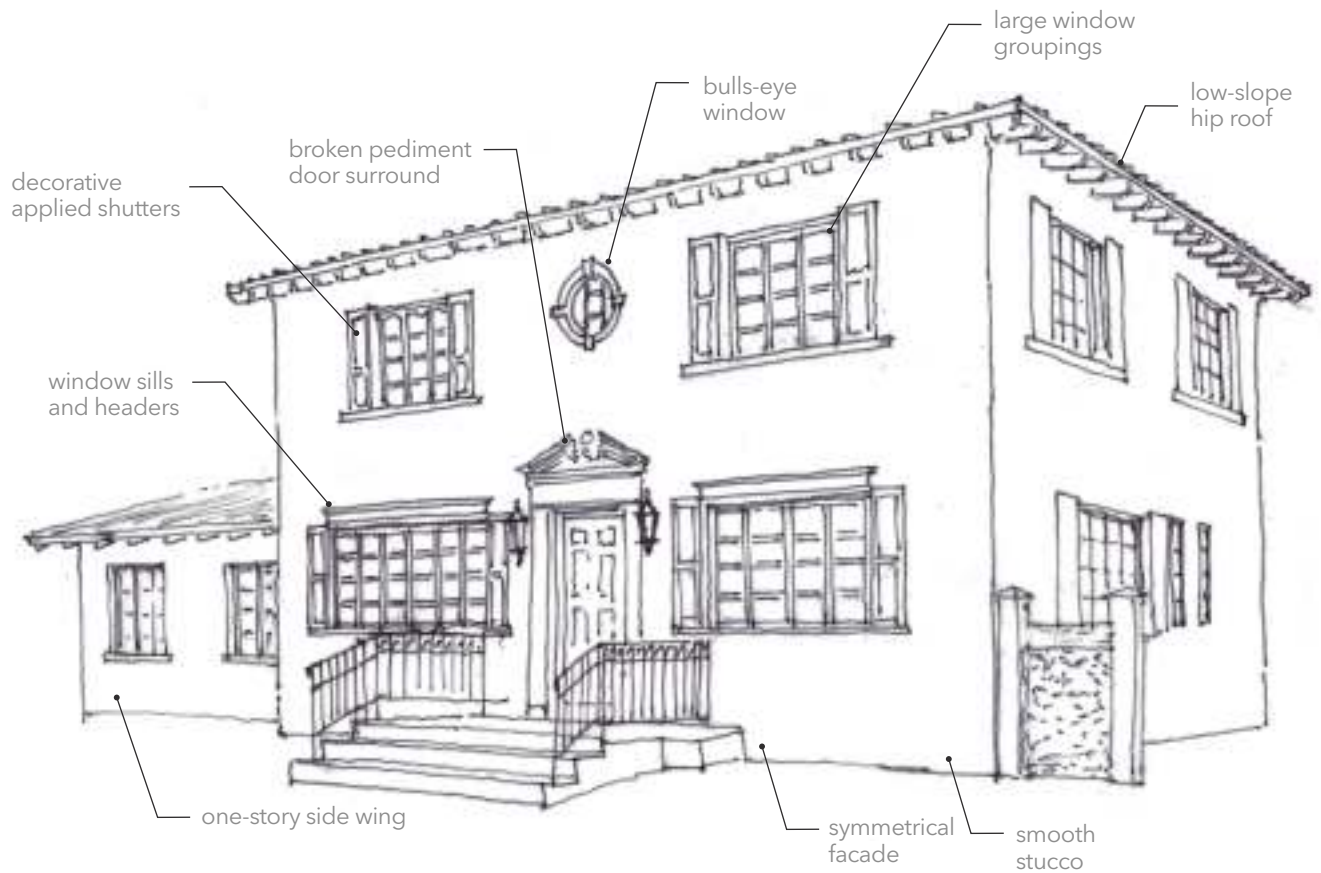 large window
groupings
bulls-eye
window
low-slope
hip roof
broken pediment
door surround
decorative
applied shutters
window sills
and headers
one-story side wing
symmetrical
facade
smooth
stucco